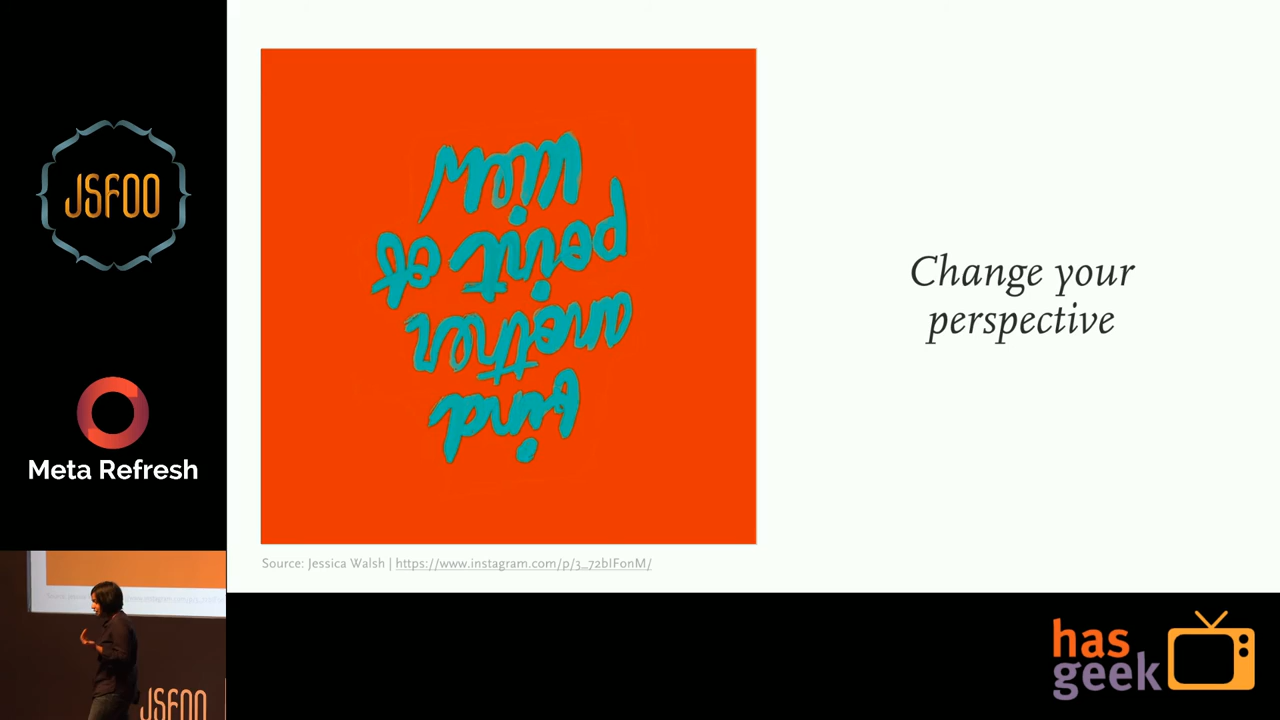 JSFOO
Meta Refresh
find
another
point of
view
Change your
perspective
Source: Jessica Walsh | https://www.instagram.com/p/3_72bIFonM/
JSFOO
has
geek